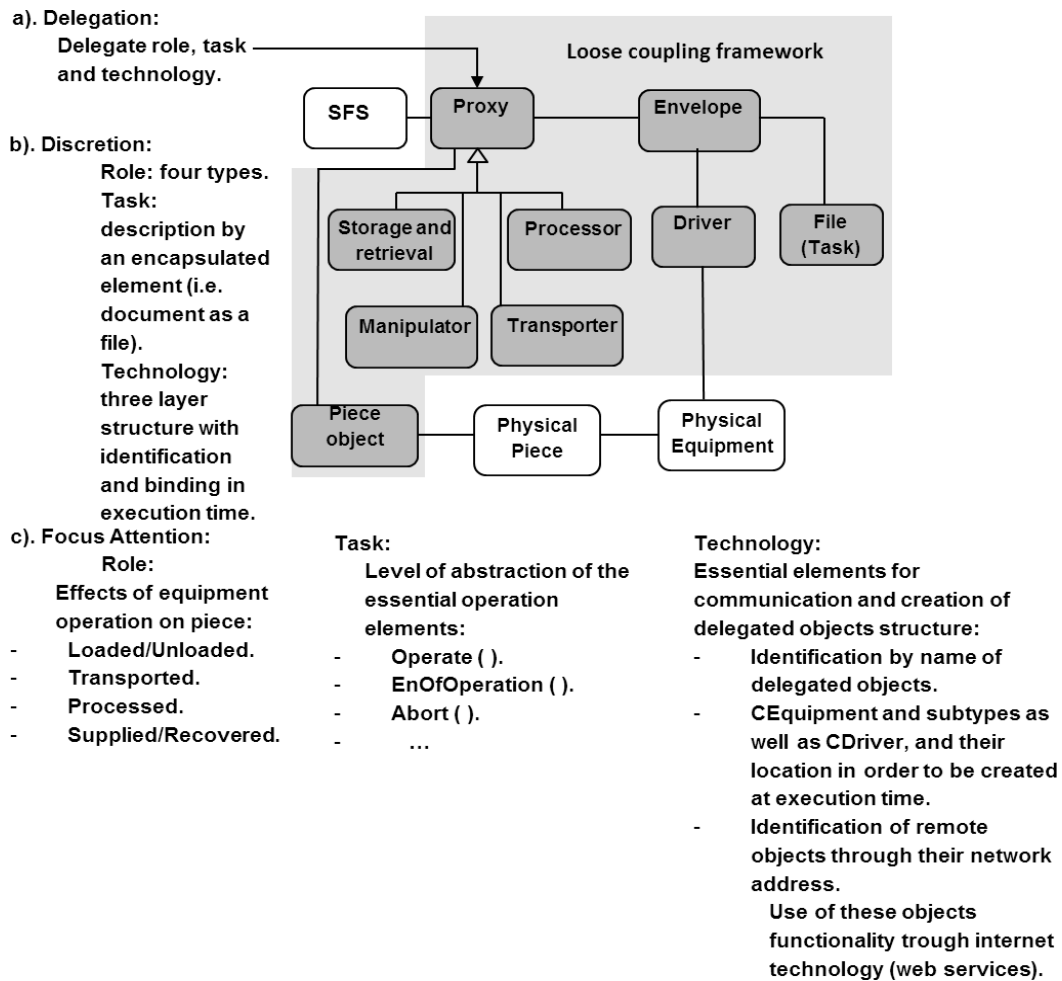 a). Delegation:
Delegate role, task
and technology.
Loose coupling framework
SFS
Proxy
Envelope
b). Discretion:
Role: four types.
Task:
description by
an encapsulated
element (i.e.
document as a
file).
Technology:
three layer
structure with
identification
and binding in
execution time.
Storage and
retrieval
Processor
Driver
File
(Task)
Manipulator
Transporter
Piece
object
Physical
Piece
Physical
Equipment
c). Focus Attention:
Role:
Effects of equipment
operation on piece:
- Loaded/Unloaded.
- Transported.
- Processed.
- Supplied/Recovered.
Task:
Level of abstraction of the
essential operation
elements:
- Operate ( ).
- EnOfOperation ( ).
- Abort ( ).
- ...
Technology:
Essential elements for
communication and creation of
delegated objects structure:
- Identification by name of
delegated objects.
- CEquipment and subtypes as
well as CDriver, and their
location in order to be created
at execution time.
- Identification of remote
objects through their network
address.
Use of these objects
functionality trough internet
technology (web services).